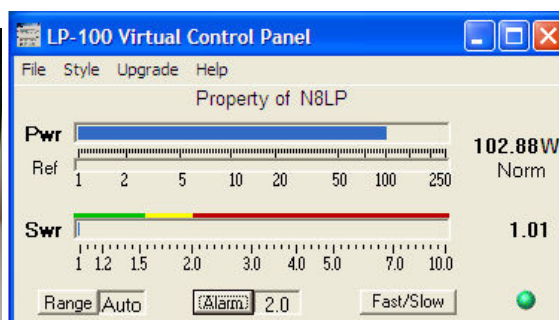 LP-100 Virtual Control Panel
File Style Upgrade Help
Property of N8LP
Pwr
102.88W
Ref
Norm
1 2 5 10 20 50 100 250
Swr
1.01
1 1.2 1.5 2.0 3.0 4.0 5.0 7.0 10.0
Range Auto (Alarm) 2.0 Fast/Slow